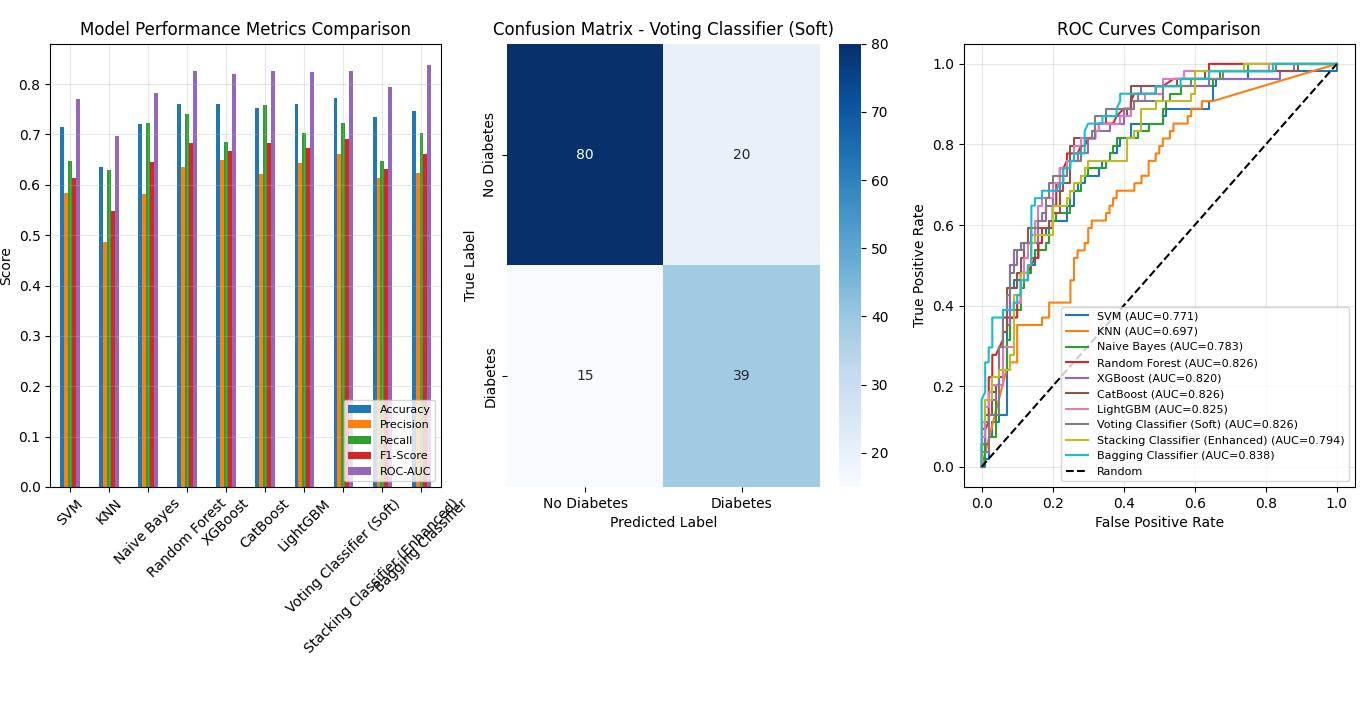 Model Performance Metrics Comparison
Score
0.8
0.7
0.6
0.5
0.4
0.3
0.2
0.1
0.0
Accuracy
Precision
Recall
F1-Score
ROC-AUC
SVM
KNN
Naive Bayes
Random Forest
XGBoost
CatBoost
LightGBM
Voting Classifier (Soft)
Stacking Classifier (Enhanced)
Bagging Classifier
Confusion Matrix - Voting Classifier (Soft)
True Label
No Diabetes
Diabetes
80
20
15
39
No Diabetes
Diabetes
Predicted Label
80
70
60
50
40
30
20
ROC Curves Comparison
True Positive Rate
1.0
0.8
0.6
0.4
0.2
0.0
SVM (AUC=0.771)
KNN (AUC=0.697)
Naive Bayes (AUC=0.783)
Random Forest (AUC=0.826)
XGBoost (AUC=0.820)
CatBoost (AUC=0.826)
LightGBM (AUC=0.825)
Voting Classifier (Soft) (AUC=0.826)
Stacking Classifier (Enhanced) (AUC=0.794)
Bagging Classifier (AUC=0.838)
Random
0.0
0.2
0.4
0.6
0.8
1.0
False Positive Rate